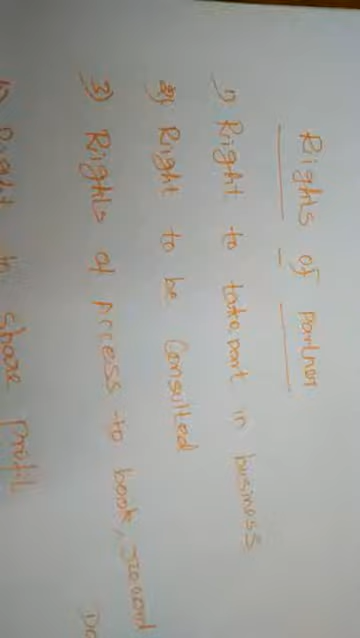 Rights of partner
1) Right to take part in business
2) Right to be Consulted
3) Rights of Access to book,
Right to share Profit